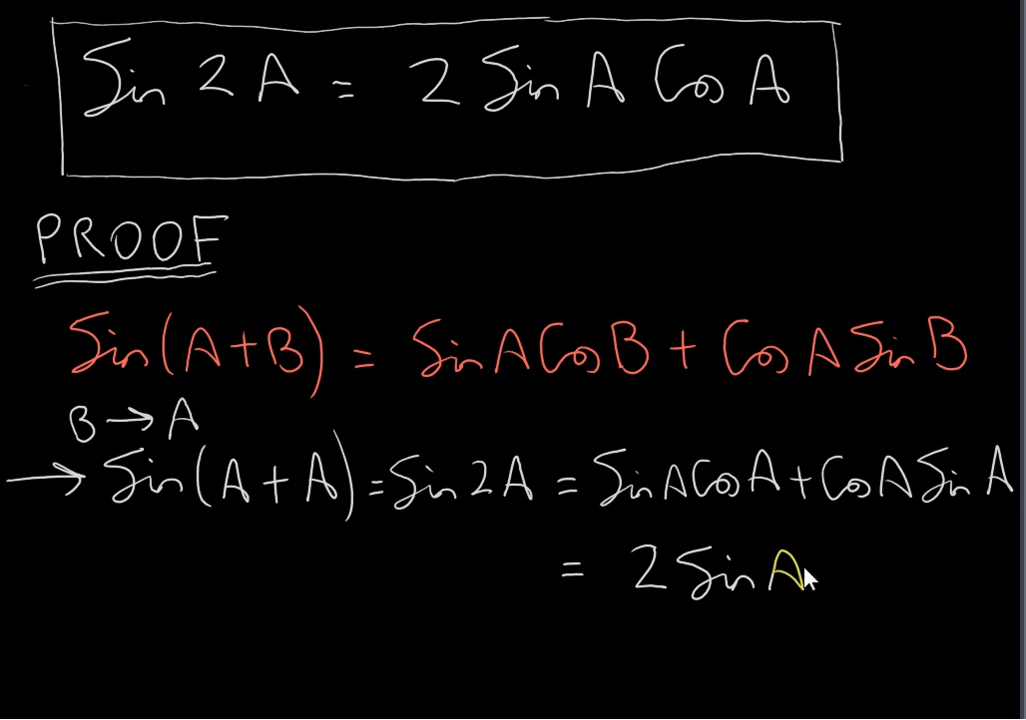 Sin 2A = 2 Sin A Cos A
PROOF
Sin(A+B) = Sin A Cos B + Cos A Sin B
B → A
→ Sin(A+A) = Sin 2A = Sin A Cos A + Cos A Sin A
= 2 Sin A